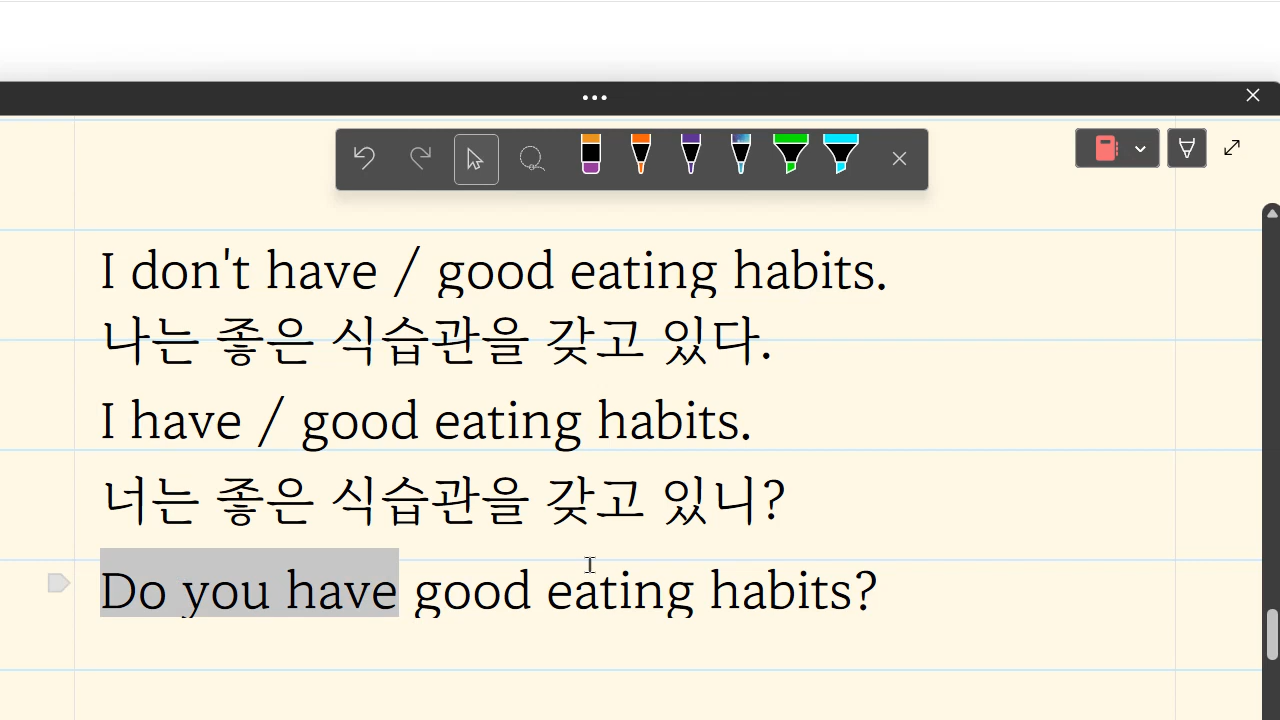 I don't have / good eating habits.
나는 좋은 식습관을 갖고 있다.
I have / good eating habits.
너는 좋은 식습관을 갖고 있니?
Do you have good eating habits?